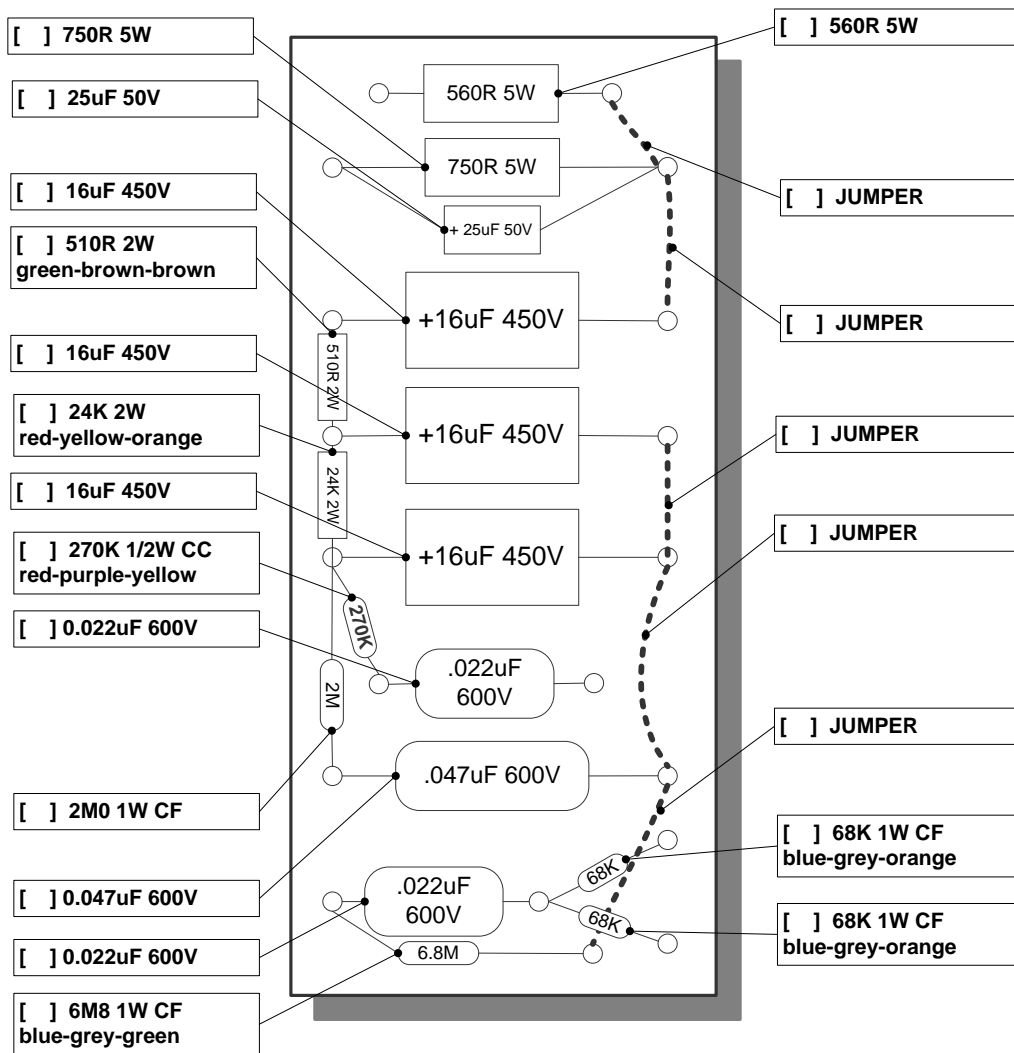 [   ] 750R 5W
[   ] 25uF 50V
[   ] 16uF 450V
[   ] 510R 2W
green-brown-brown
[   ] 16uF 450V
[   ] 24K 2W
red-yellow-orange
[   ] 16uF 450V
[   ] 270K 1/2W CC
red-purple-yellow
[   ] 0.022uF 600V
[   ] 2M0 1W CF
[   ] 0.047uF 600V
[   ] 0.022uF 600V
[   ] 6M8 1W CF
blue-grey-green
560R 5W
750R 5W
+ 25uF 50V
+16uF 450V
510R 2W
+16uF 450V
24K 2W
+16uF 450V
270K
.022uF
600V
2M
.047uF 600V
.022uF
600V
68K
68K
6.8M
[   ] 560R 5W
[   ] JUMPER
[   ] JUMPER
[   ] JUMPER
[   ] JUMPER
[   ] JUMPER
[   ] 68K 1W CF
blue-grey-orange
[   ] 68K 1W CF
blue-grey-orange